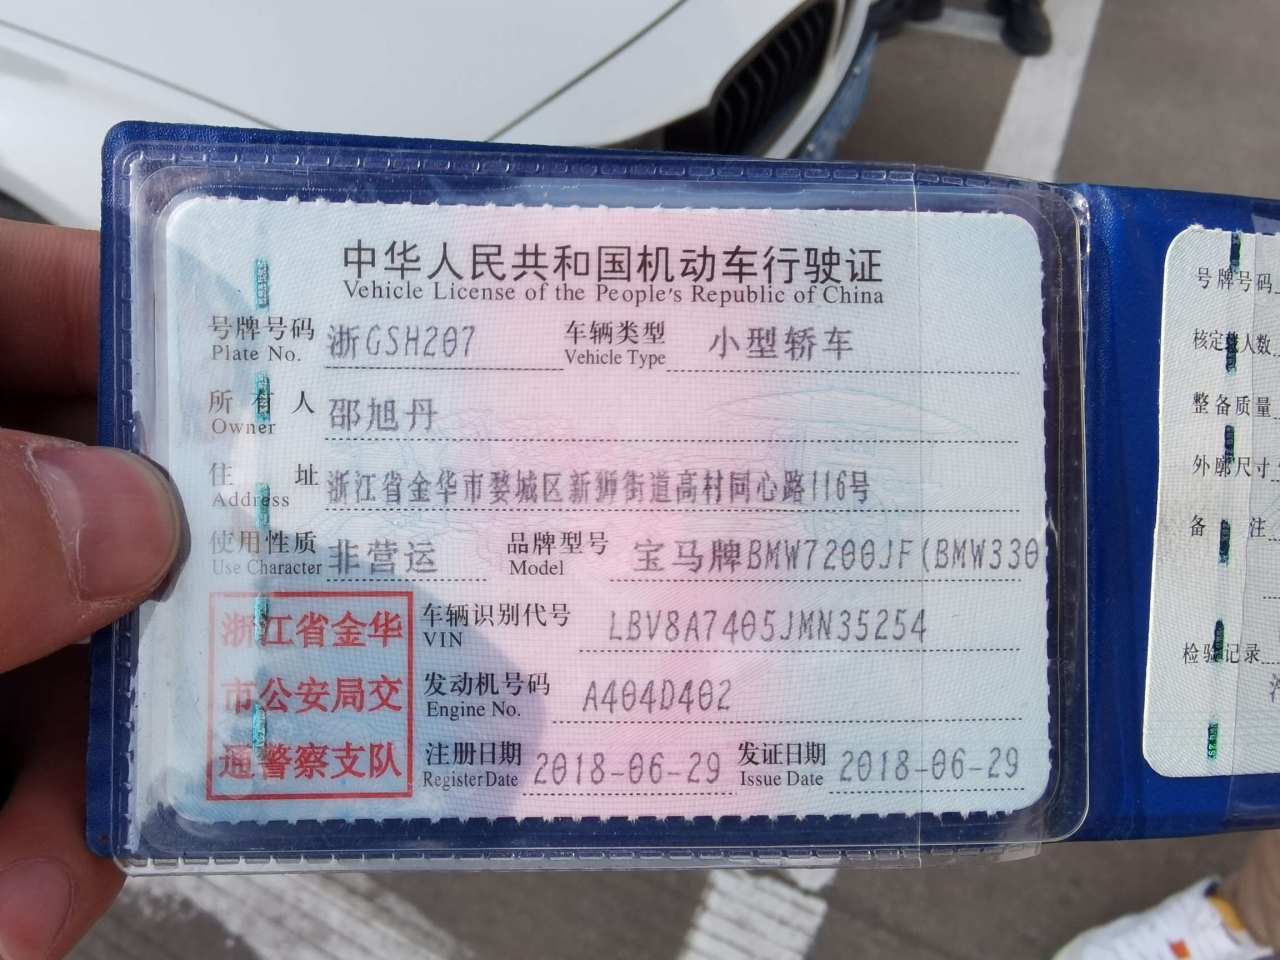 中华人民共和国机动车行驶证
Vehicle License of the People's Republic of China
号牌号码 浙GSH207 车辆类型 小型轿车
Plate No. Vehicle Type
所有人 邵旭丹
Owner
住址 浙江省金华市婺城区新狮街道高村同心路116号
Address
使用性质 非营运 品牌型号 宝马牌BMW7200JF(BMW330
Use Character Model
浙江省金华
市公安局交
通警察支队
车辆识别代号 LBV8A7405JMN35254
VIN
发动机号码 A404D402
Engine No.
注册日期 2018-06-29 发证日期 2018-06-29
Register Date Issue Date
号牌号码
核定载人数
整备质量
外廓尺寸
备注
检验记录